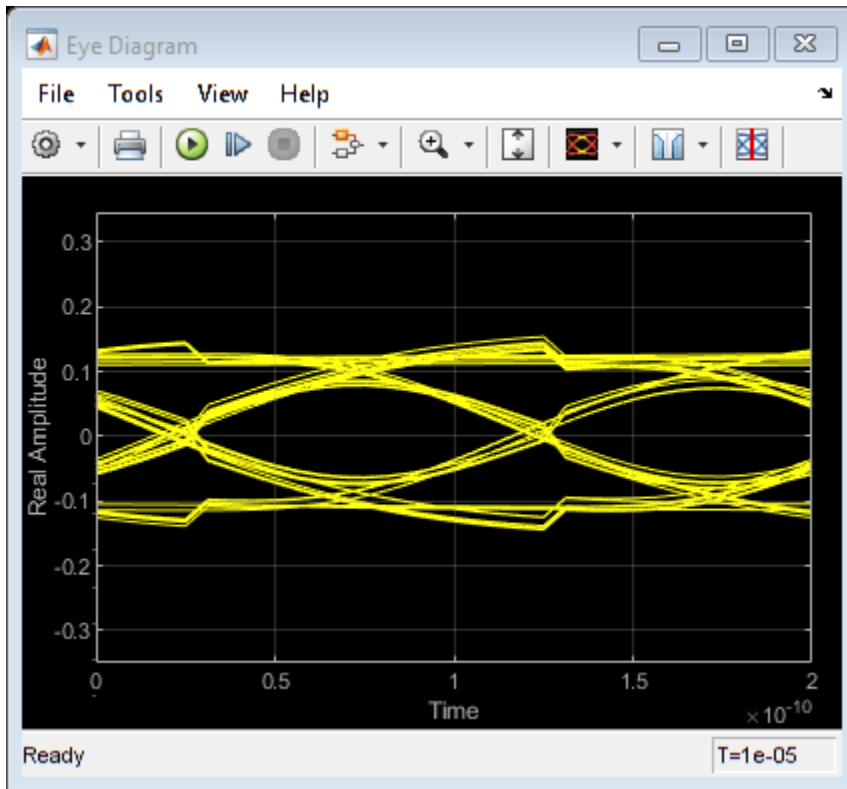 Eye Diagram
File Tools View Help
0.3
0.2
0.1
0
-0.1
-0.2
-0.3
Real Amplitude
0 0.5 1 1.5 2
Time
×10-10
Ready T=1e-05